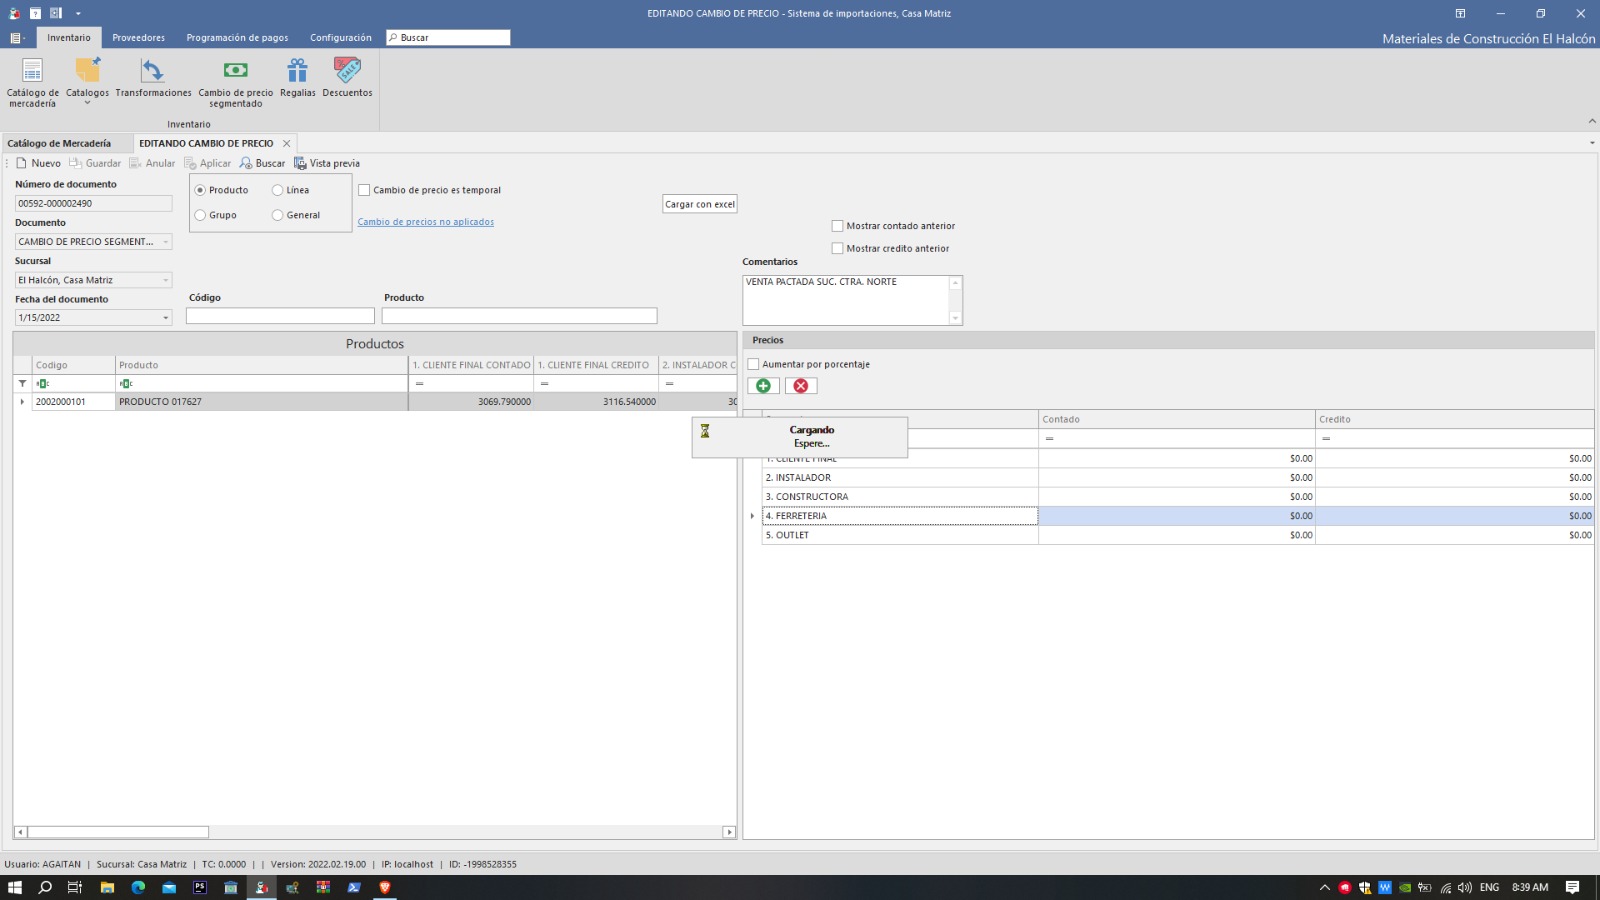 EDITANDO CAMBIO DE PRECIO - Sistema de importaciones, Casa Matriz
Inventario
Proveedores
Programación de pagos
Configuración
Buscar
Materiales de Construcción El Halcón
Catálogo de mercadería
Catalogos
Transformaciones
Cambio de precio segmentado
Regalias
Descuentos
Inventario
Catálogo de Mercadería
EDITANDO CAMBIO DE PRECIO
Nuevo
Guardar
Anular
Aplicar
Buscar
Vista previa
Número de documento
00592-000002490
Documento
CAMBIO DE PRECIO SEGMENT...
Sucursal
El Halcón, Casa Matriz
Fecha del documento
1/15/2022
Producto
Línea
Grupo
General
Cambio de precio es temporal
Cambio de precios no aplicados
Cargar con excel
Mostrar contado anterior
Mostrar credito anterior
Comentarios
VENTA PACTADA SUC. CTRA. NORTE
Código
Producto
Productos
Codigo
Producto
1. CLIENTE FINAL CONTADO
1. CLIENTE FINAL CREDITO
2. INSTALADOR C
=
=
=
2002000101
PRODUCTO 017627
3069.790000
3116.540000
30
Precios
Aumentar por porcentaje
Contado
Credito
=
=
Cargando
Espere...
1. CLIENTE FINAL $0.00 $0.00
2. INSTALADOR $0.00 $0.00
3. CONSTRUCTORA $0.00 $0.00
4. FERRETERIA $0.00 $0.00
5. OUTLET $0.00 $0.00
Usuario: AGAITAN | Sucursal: Casa Matriz | TC: 0.0000 | | Version: 2022.02.19.00 | IP: localhost | ID: -1998528355
ENG
8:39 AM